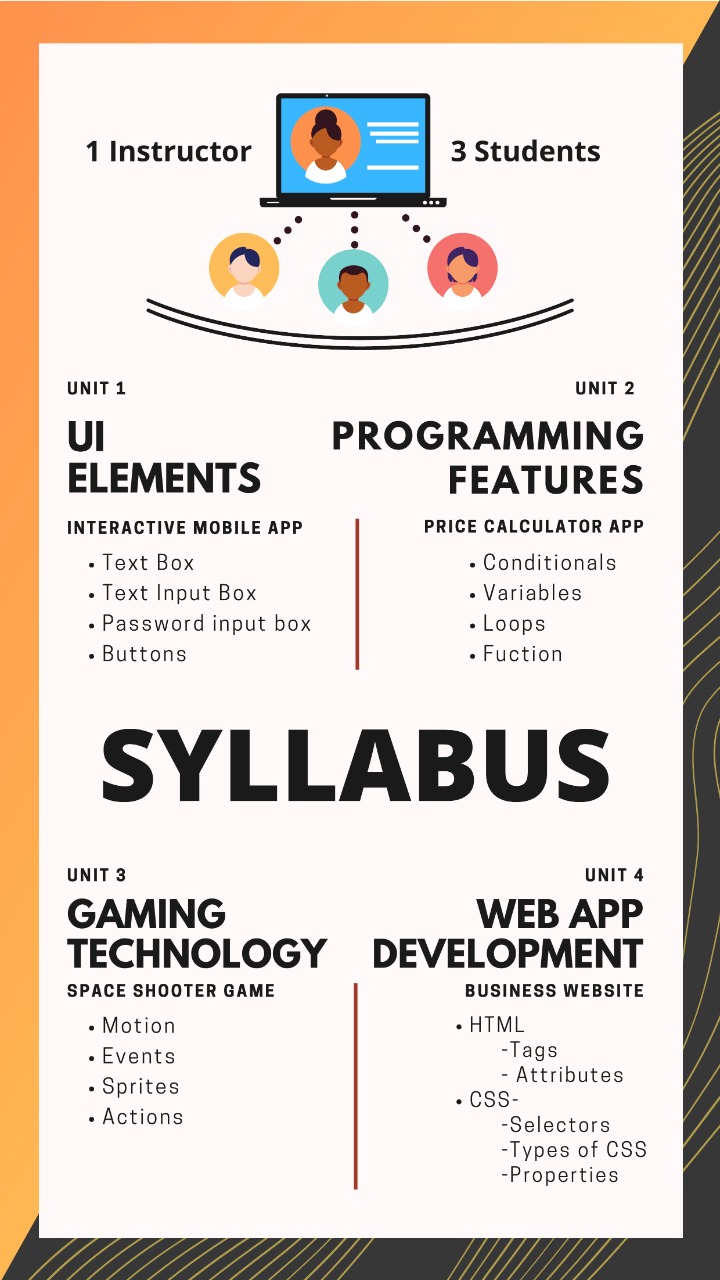 1 Instructor
3 Students
UNIT 1
UI
ELEMENTS
INTERACTIVE MOBILE APP
• Text Box
• Text Input Box
• Password input box
• Buttons
UNIT 2
PROGRAMMING
FEATURES
PRICE CALCULATOR APP
• Conditionals
• Variables
• Loops
• Fuction
SYLLABUS
UNIT 3
GAMING
TECHNOLOGY
SPACE SHOOTER GAME
• Motion
• Events
• Sprites
• Actions
UNIT 4
WEB APP
DEVELOPMENT
BUSINESS WEBSITE
• HTML
-Tags
- Attributes
• CSS-
-Selectors
-Types of CSS
-Properties